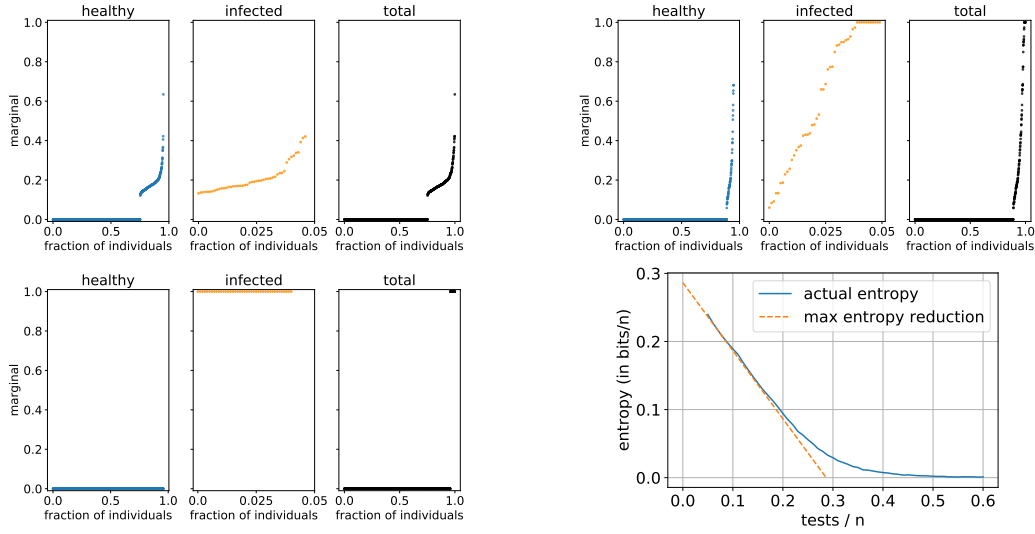 healthy infected total
1.0
0.8
0.6
0.4
0.2
0.0
marginal
0.0 0.5 1.0 0.00 0.025 0.05 0.0 0.5 1.0
fraction of individuals fraction of individuals fraction of individuals
healthy infected total
1.0
0.8
0.6
0.4
0.2
0.0
marginal
0.0 0.5 1.0 0.0 0.025 0.05 0.0 0.5 1.0
fraction of individuals fraction of individuals fraction of individuals
healthy infected total
1.0
0.8
0.6
0.4
0.2
0.0
marginal
0.0 0.5 1.0 0.0 0.025 0.05 0.0 0.5 1.0
fraction of individuals fraction of individuals fraction of individuals
0.3
0.2
0.1
0.0
entropy (in bits/n)
actual entropy
max entropy reduction
0.0 0.1 0.2 0.3 0.4 0.5 0.6
tests / n